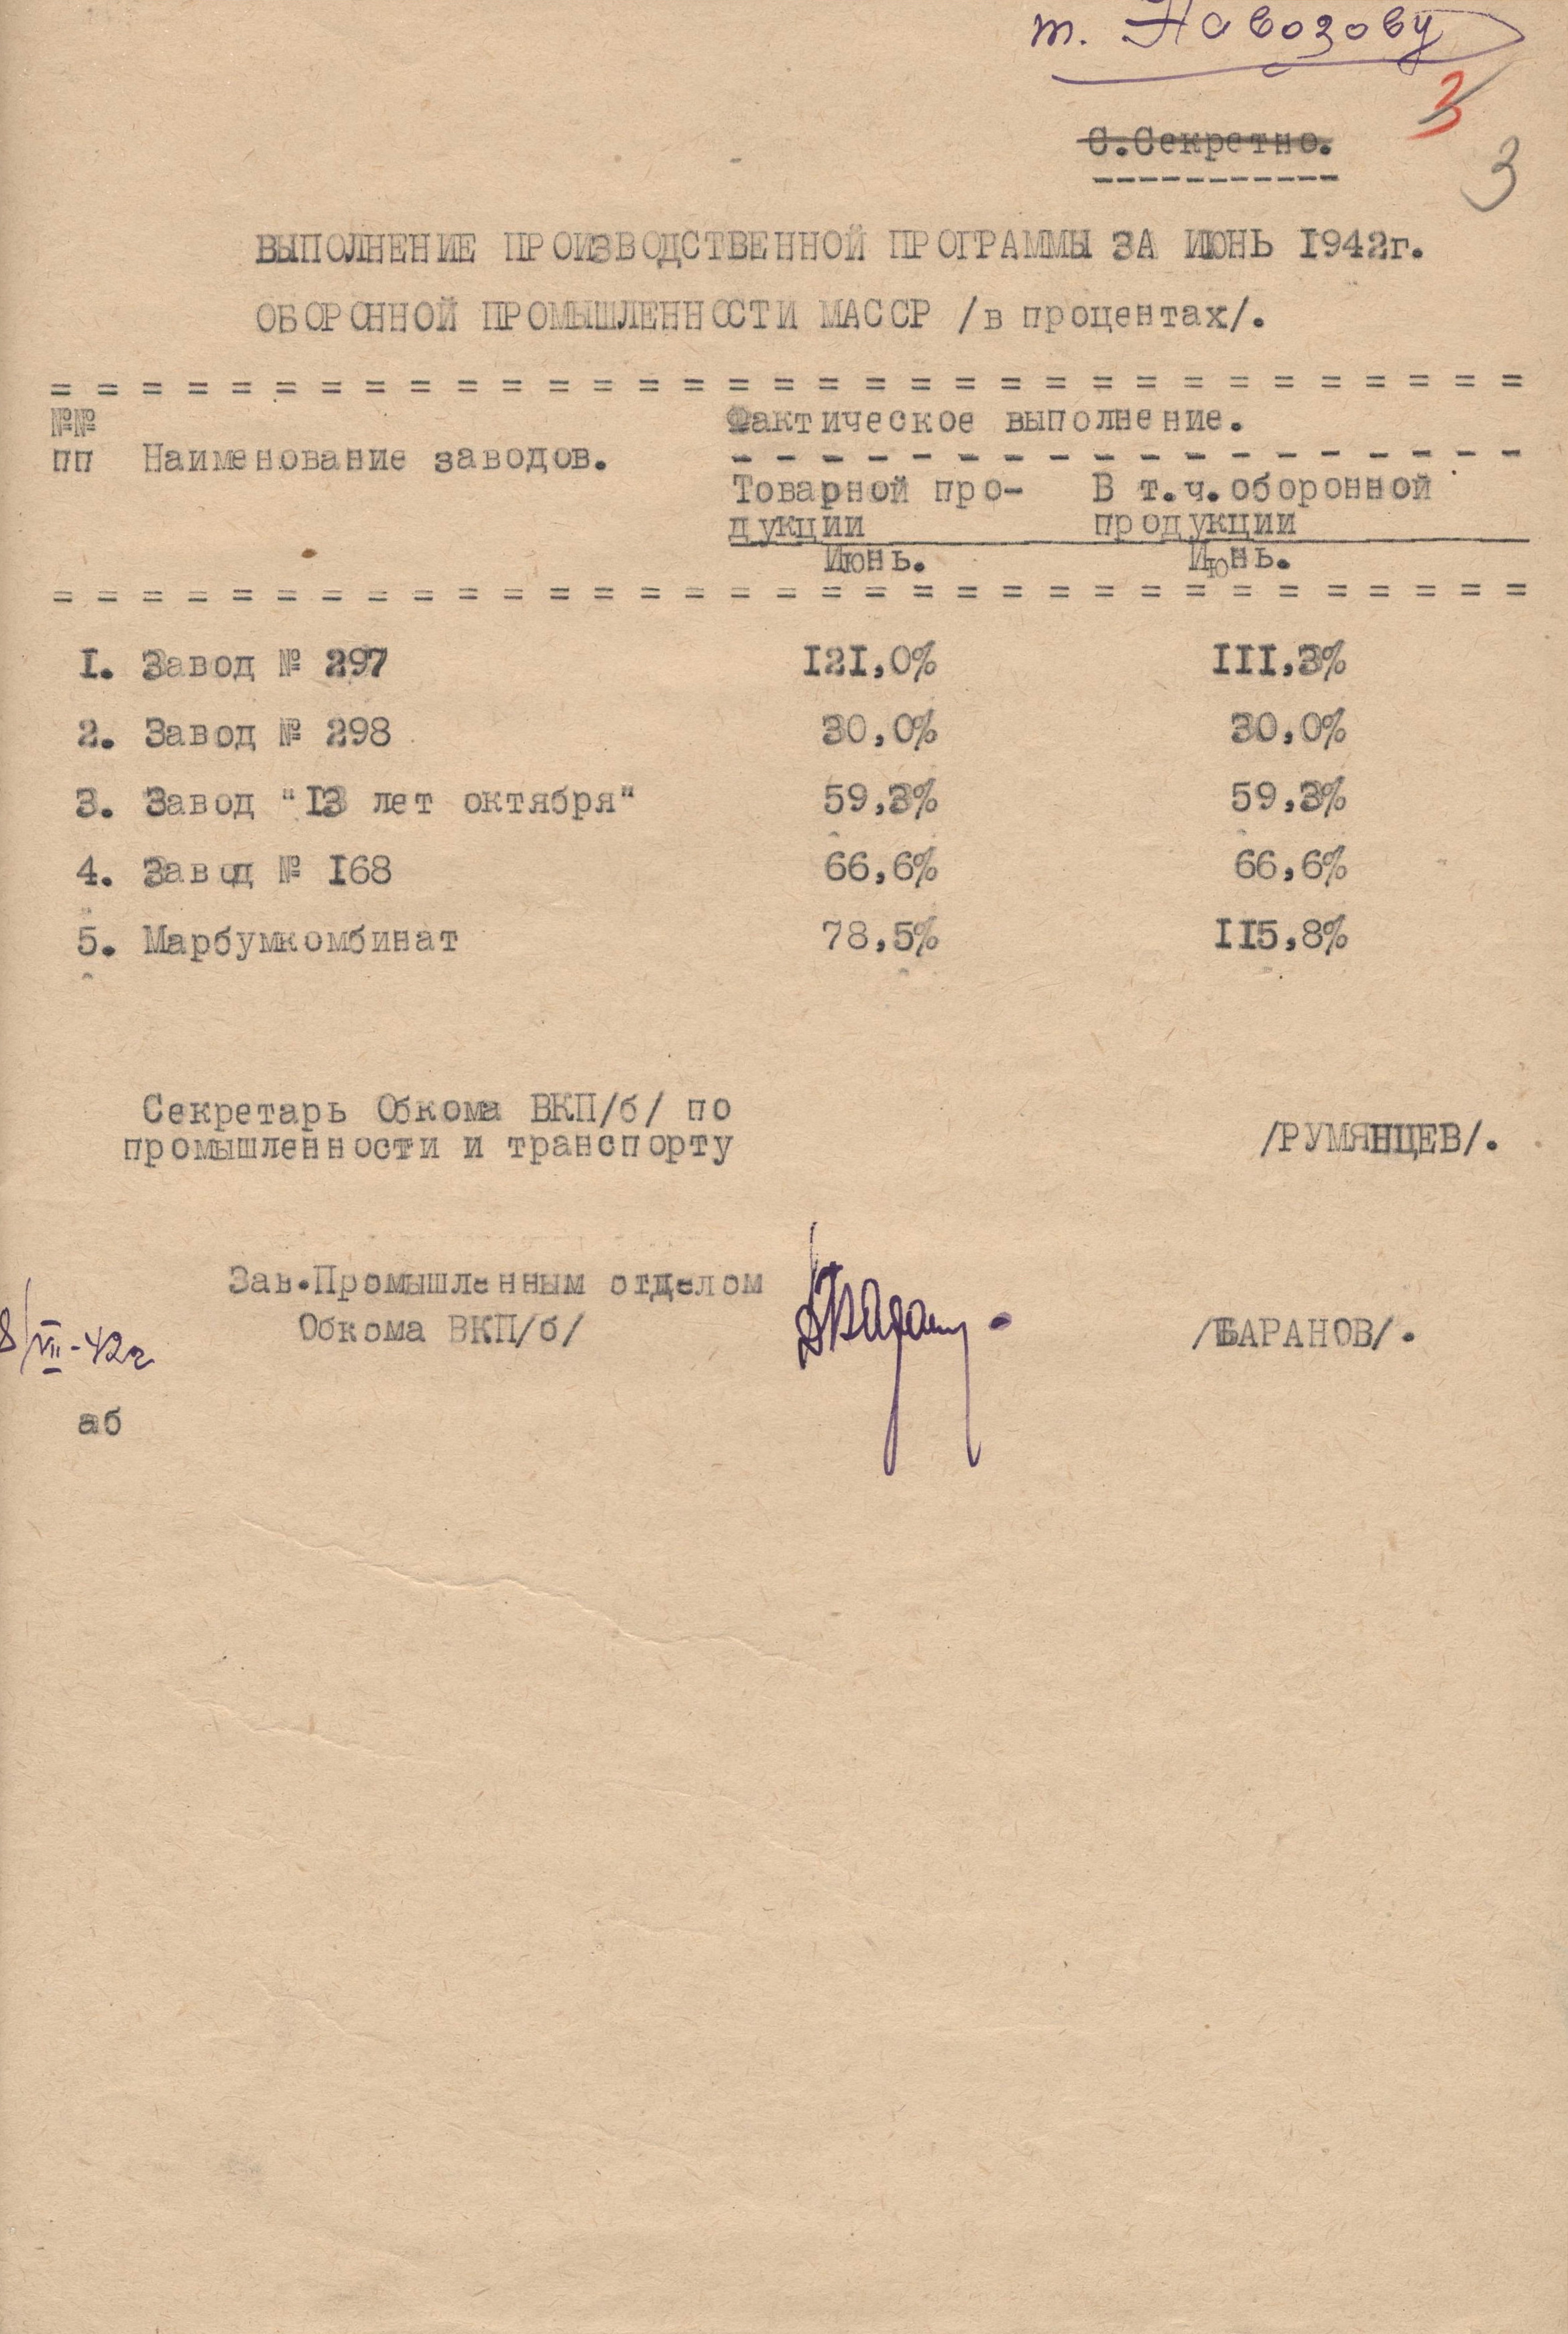 т. Навозову
3
С.Секретно.
3
ВЫПОЛНЕНИЕ ПРОИЗВОДСТВЕННОЙ ПРОГРАММЫ ЗА ИЮНЬ 1942г.
ОБОРОННОЙ ПРОМЫШЛЕННОСТИ МАССР /в процентах/.
№№ Фактическое выполнение.
пп Наименование заводов.
Товарной про- В т.ч.оборонной
дукции продукции
Июнь. Июнь.
1. Завод № 297 121,0% 111,3%
2. Завод № 298 30,0% 30,0%
3. Завод "13 лет октября" 59,3% 59,3%
4. Завод № 168 66,6% 66,6%
5. Марбумкомбинат 78,5% 115,8%
Секретарь Обкома ВКП/б/ по
промышленности и транспорту /РУМЯНЦЕВ/.
Зав.Промышленным отделом
Обкома ВКП/б/ /БАРАНОВ/.
8/VII-42г
аб